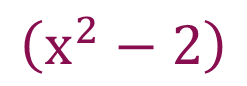 (x² − 2)